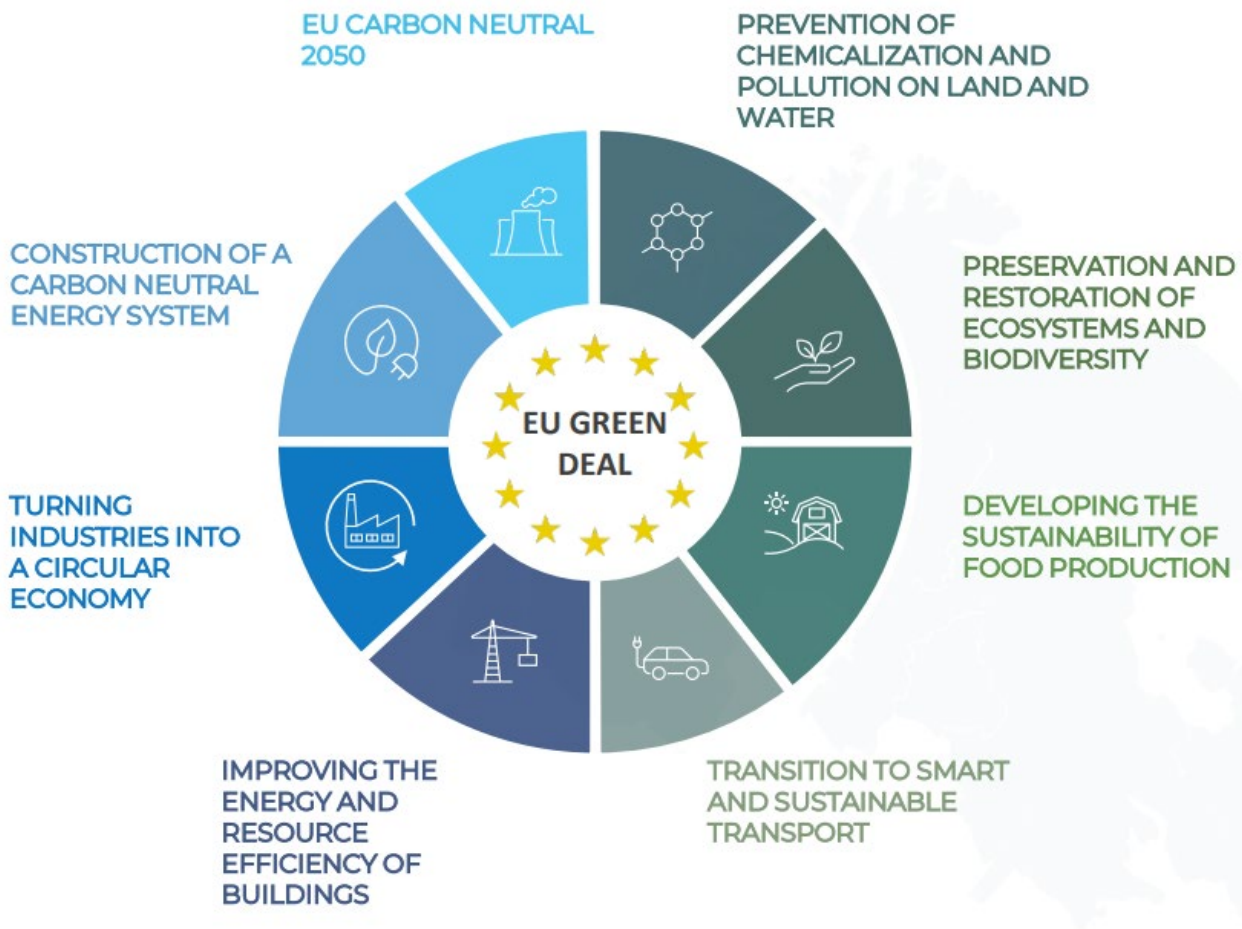 EU CARBON NEUTRAL
2050
PREVENTION OF
CHEMICALIZATION AND
POLLUTION ON LAND AND
WATER
CONSTRUCTION OF A
CARBON NEUTRAL
ENERGY SYSTEM
PRESERVATION AND
RESTORATION OF
ECOSYSTEMS AND
BIODIVERSITY
EU GREEN
DEAL
TURNING
INDUSTRIES INTO
A CIRCULAR
ECONOMY
DEVELOPING THE
SUSTAINABILITY OF
FOOD PRODUCTION
IMPROVING THE
ENERGY AND
RESOURCE
EFFICIENCY OF
BUILDINGS
TRANSITION TO SMART
AND SUSTAINABLE
TRANSPORT